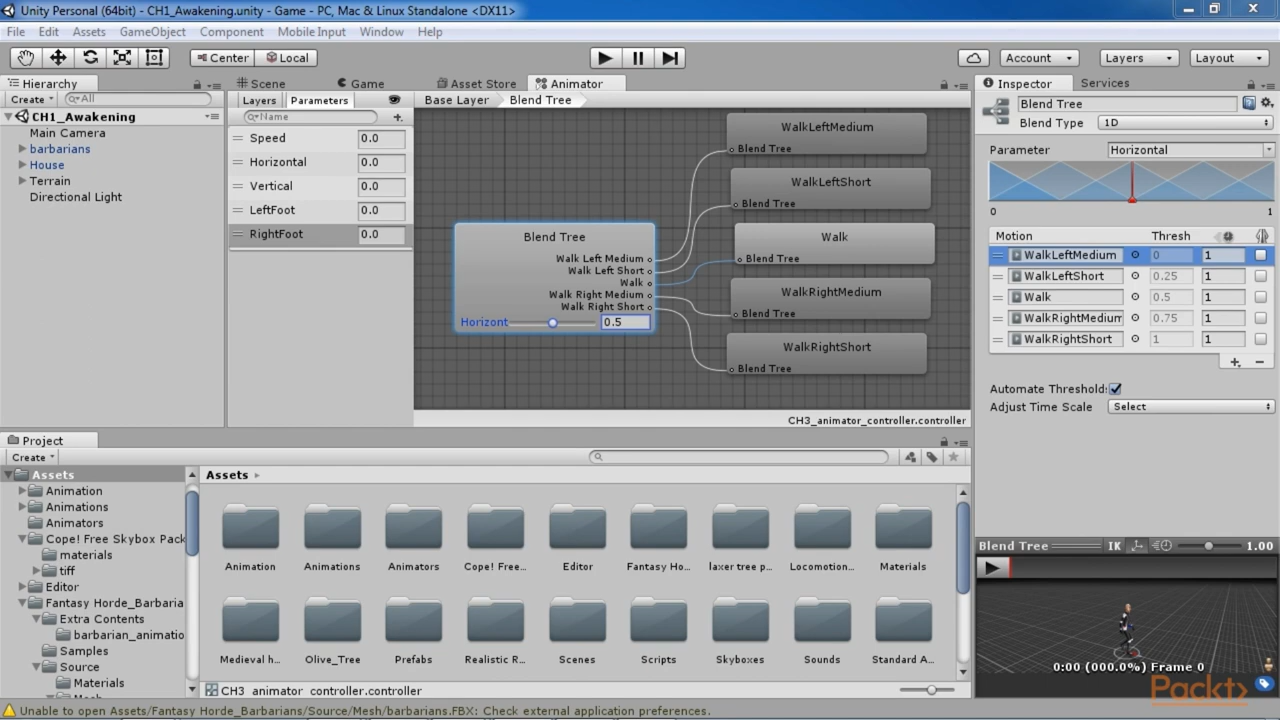 Unity Personal (64bit) - CH1_Awakening.unity - Game - PC, Mac & Linux Standalone <DX11>
File Edit Assets GameObject Component Mobile Input Window Help
Center Local Account Layers Layout
Hierarchy
Create All
CH1_Awakening
Main Camera
barbarians
House
Terrain
Directional Light
Scene Game Asset Store Animator
Layers Parameters
Name
Speed 0.0
Horizontal 0.0
Vertical 0.0
LeftFoot 0.0
RightFoot 0.0
Base Layer Blend Tree
WalkLeftMedium
Blend Tree
WalkLeftShort
Blend Tree
Walk
Blend Tree
WalkRightMedium
Blend Tree
WalkRightShort
Blend Tree
Blend Tree
Walk Left Medium
Walk Left Short
Walk
Walk Right Medium
Walk Right Short
Horizont 0.5
CH3_animator_controller.controller
Inspector Services
Blend Tree
Blend Type 1D
Parameter Horizontal
0 1
Motion Thresh
WalkLeftMedium 0 1
WalkLeftShort 0.25 1
Walk 0.5 1
WalkRightMedium 0.75 1
WalkRightShort 1 1
Automate Threshold:
Adjust Time Scale Select
Project
Create
Assets
Animation
Animations
Animators
Cope! Free Skybox Pack
materials
tiff
Editor
Fantasy Horde_Barbaria
Extra Contents
barbarian_animatio
Samples
Source
Materials
Mesh
Assets
Animation Animations Animators Cope! Free... Editor Fantasy Ho... laxer tree p... Locomotion... Materials
Medieval h... Olive_Tree Prefabs Realistic R... Scenes Scripts Skyboxes Sounds Standard A...
CH3_animator_controller.controller
Blend Tree IK 1.00
0:00 (000.0%) Frame 0
Packt>
Unable to open Assets/Fantasy Horde_Barbarians/Source/Mesh/barbarians.FBX: Check external application preferences.